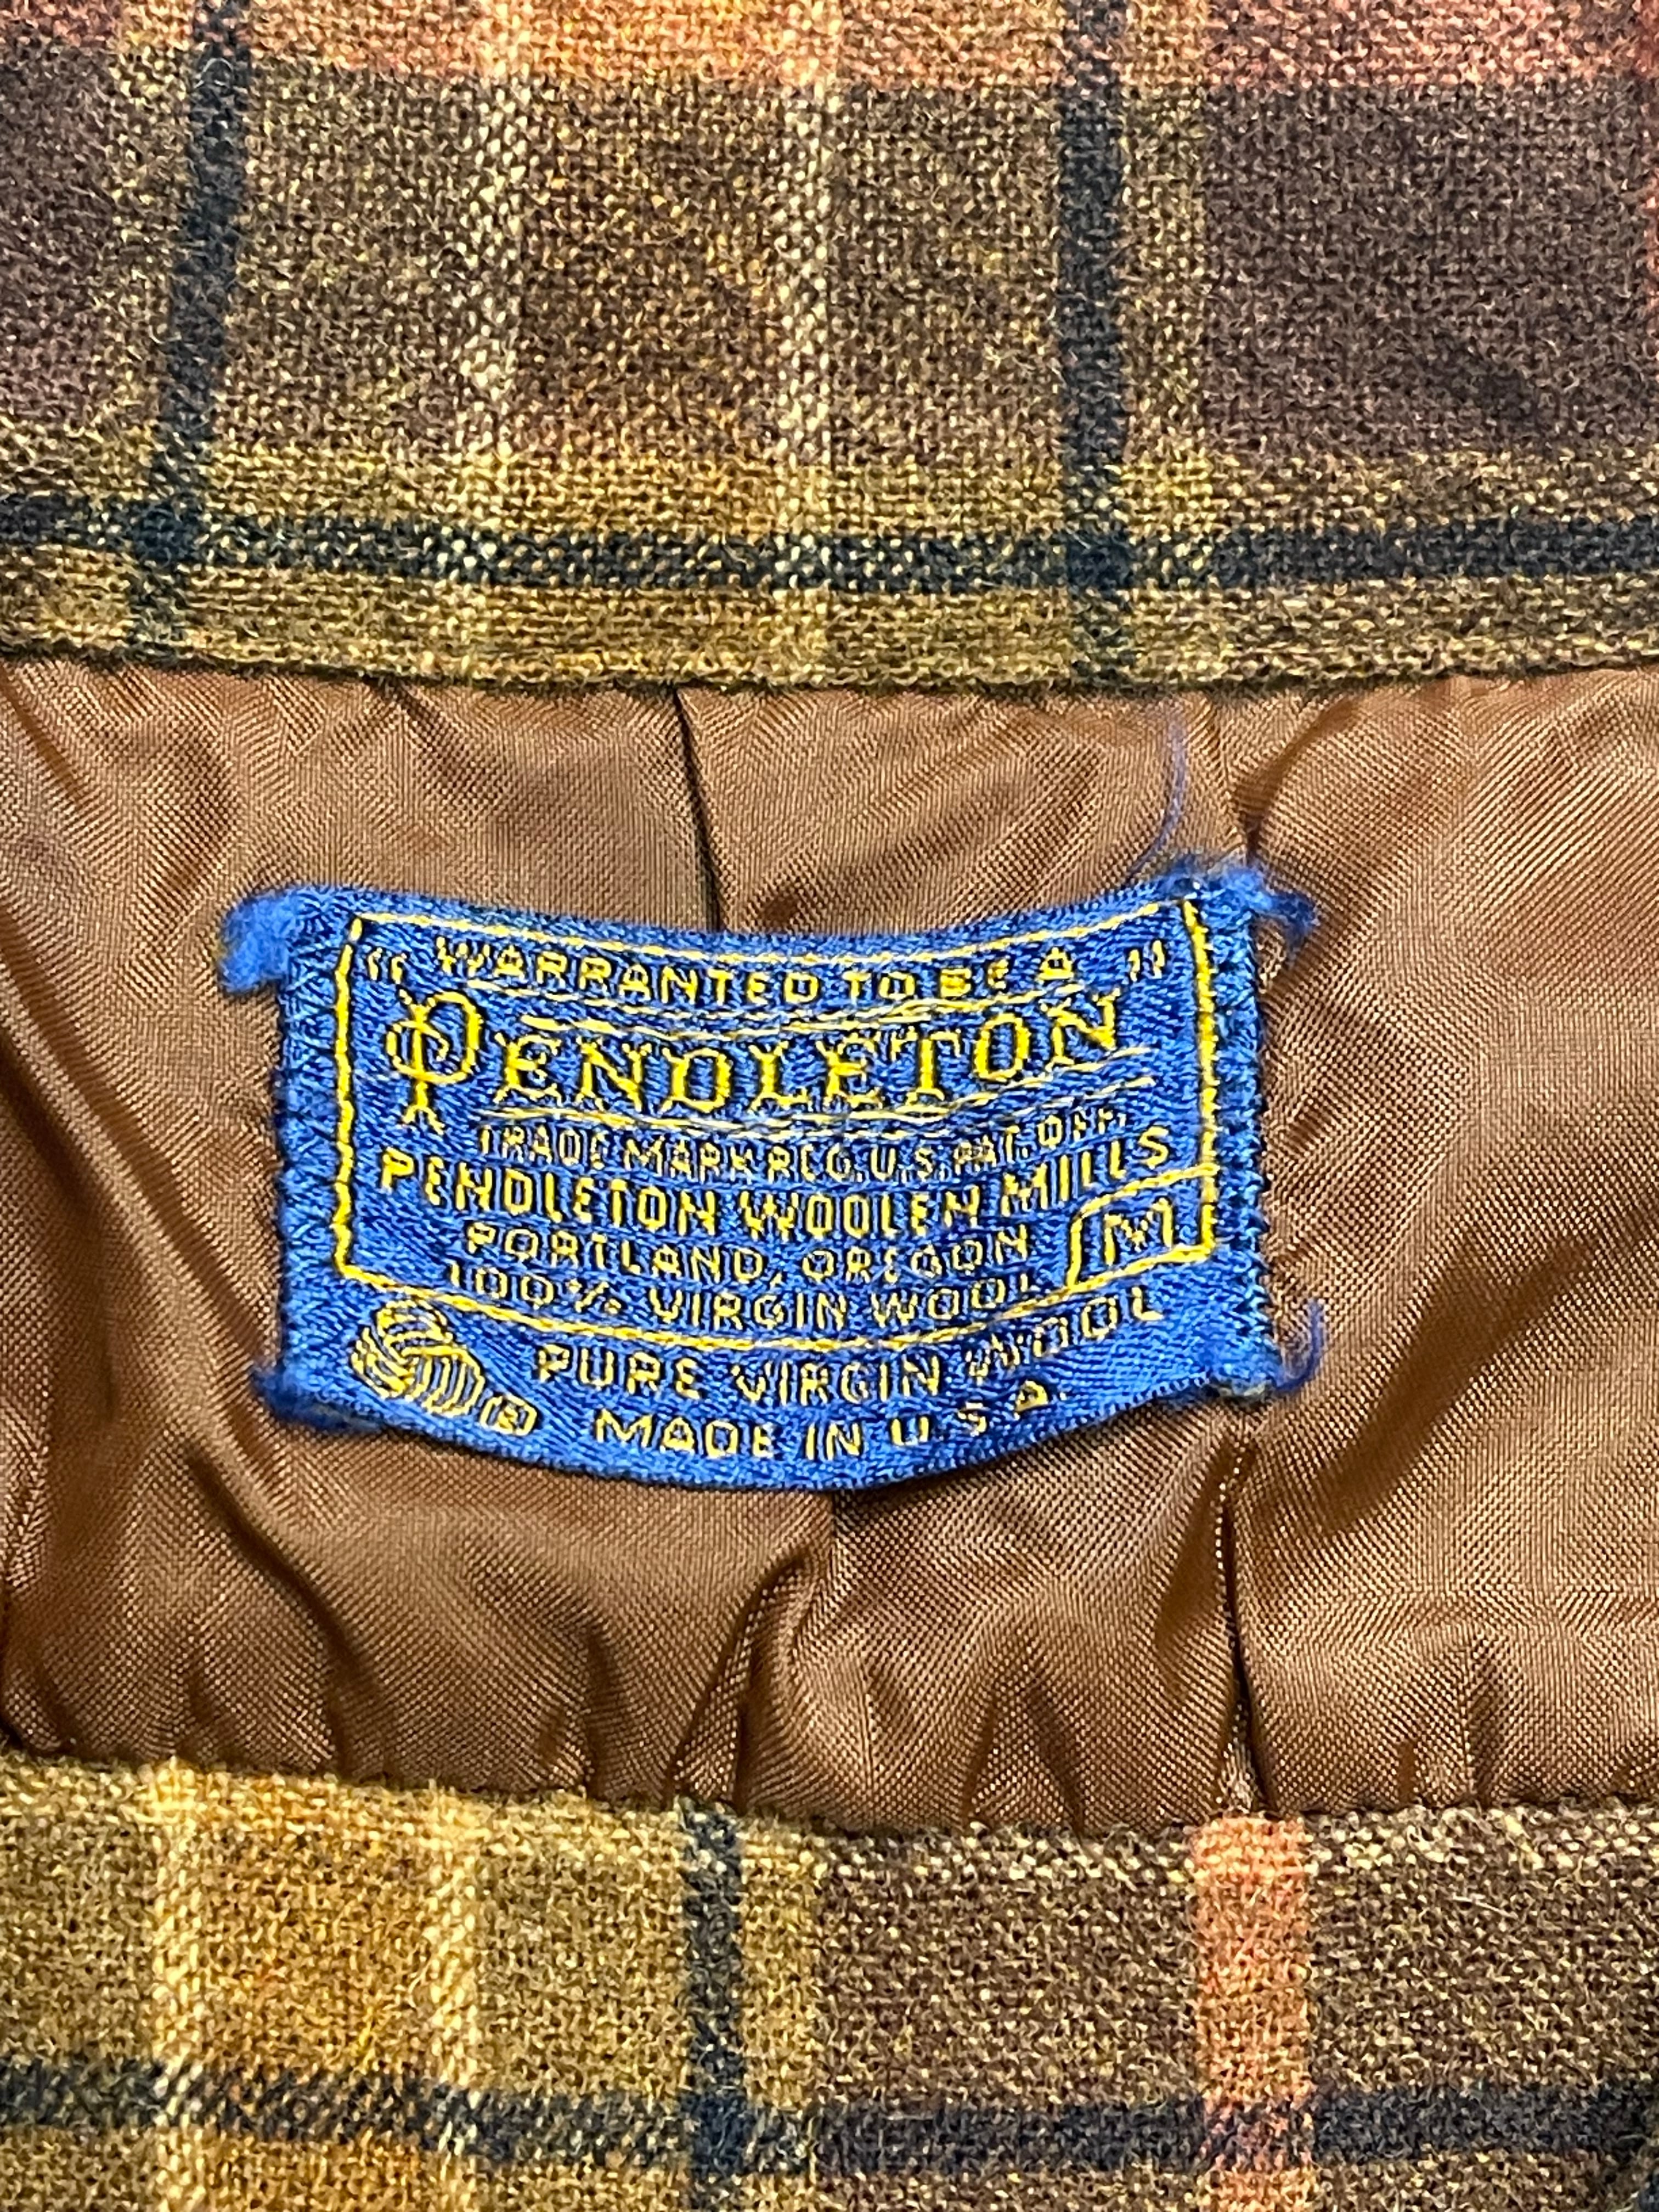 "WARRANTED TO BE A"
PENDLETON
TRADE MARK REG. U.S. PAT. OFF.
PENDLETON WOOLEN MILLS
PORTLAND, OREGON M
100% VIRGIN WOOL
PURE VIRGIN WOOL
® MADE IN U.S.A.